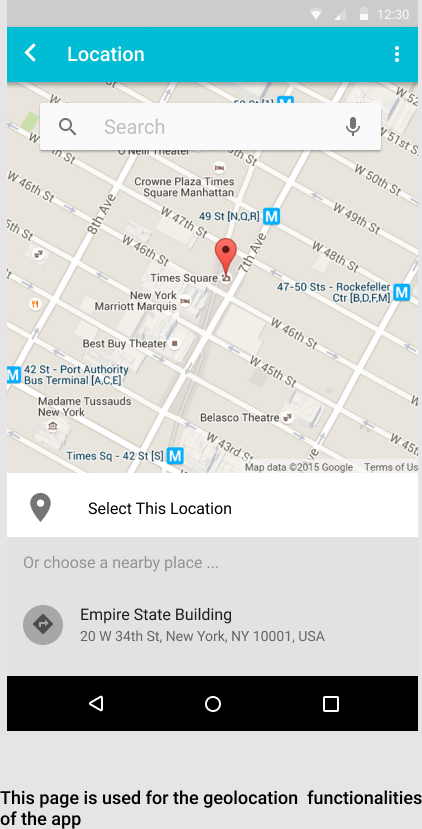 12:30
Location
50 St [1] M
Search
W 51st S
O'Neill Theater
W 46th St
Crowne Plaza Times
Square Manhattan
W 50th St
8th Ave
W 47th St
49 St [N,Q,R] M
W 49th St
W 45th St
W 46th St
7th Ave
W 48th St
Times Square
47-50 Sts - Rockefeller
Ctr [B,D,F,M] M
New York
Marriott Marquis
W 46th St
Best Buy Theater
M 42 St - Port Authority
Bus Terminal [A,C,E]
W 45th St
Madame Tussauds
New York
Belasco Theatre
W 43rd St
W 45t
Times Sq - 42 St [S] M
Map data ©2015 Google Terms of Us
Select This Location
Or choose a nearby place ...
Empire State Building
20 W 34th St, New York, NY 10001, USA
This page is used for the geolocation functionalities
of the app